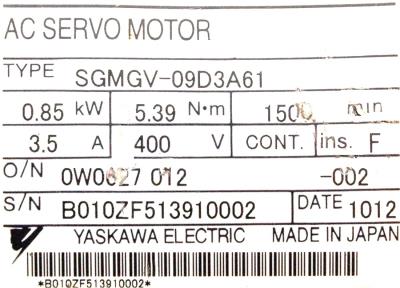 AC SERVO MOTOR
TYPE SGMGV-09D3A61
0.85 kW 5.39 N·m 1500 min
3.5 A 400 V CONT. ins. F
O/N 0W0627 012 -002
S/N B010ZF513910002 DATE 1012
YASKAWA ELECTRIC MADE IN JAPAN
*B010ZF513910002*